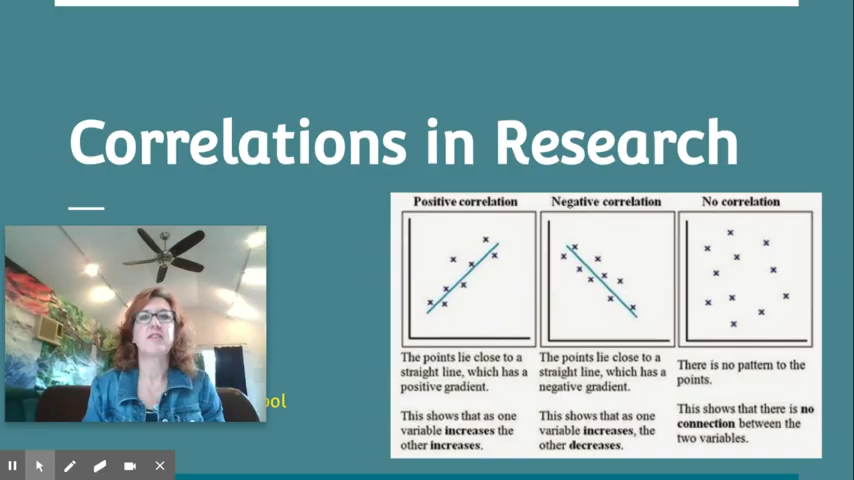 Correlations in Research
Positive correlation
Negative correlation
No correlation
The points lie close to a
straight line, which has a
positive gradient.
This shows that as one
variable increases the
other increases.
The points lie close to a
straight line, which has a
negative gradient.
This shows that as one
variable increases, the
other decreases.
There is no pattern to the
points.
This shows that there is no
connection between the
two variables.